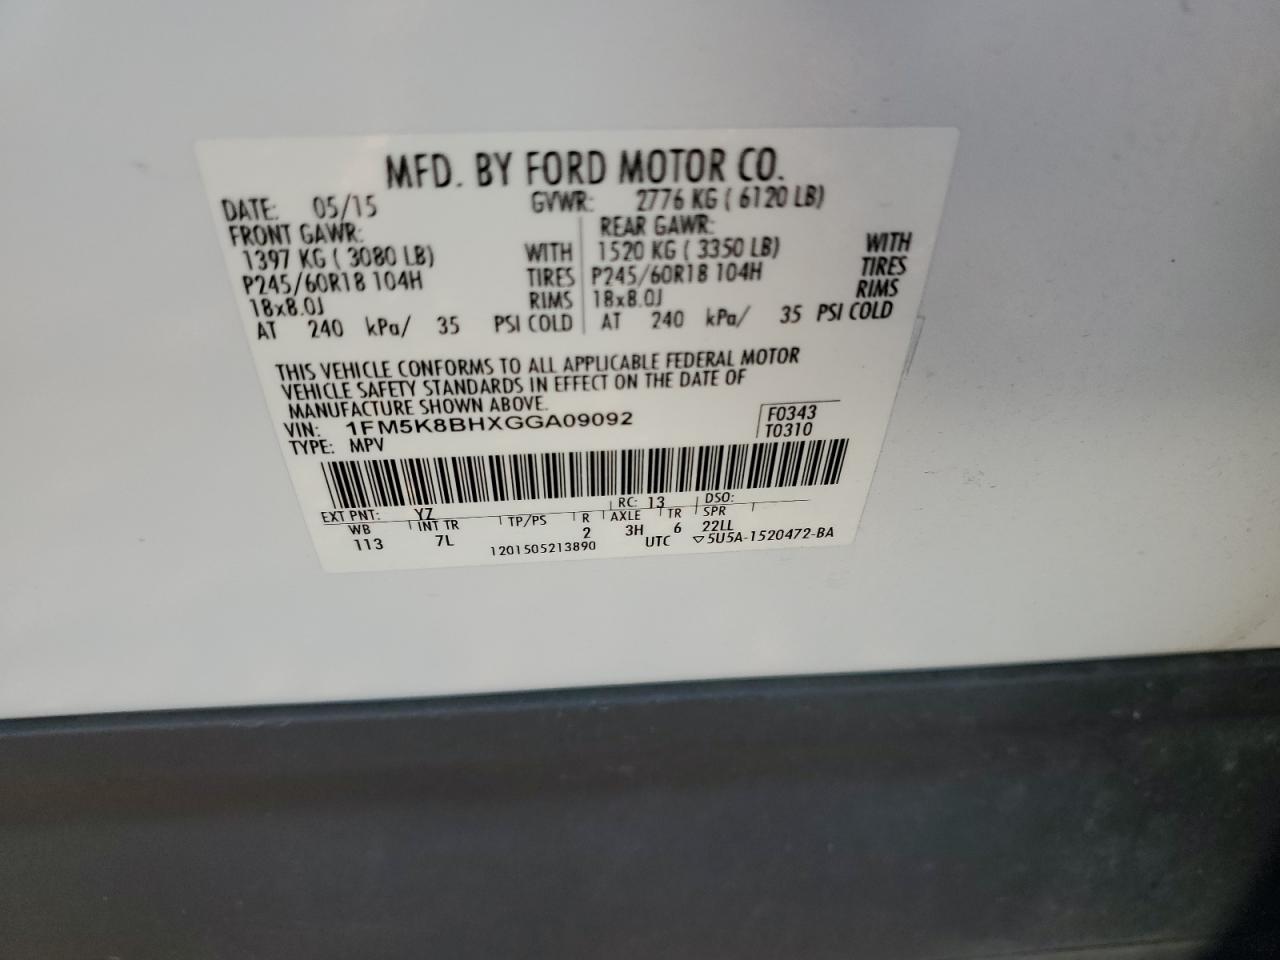 MFD. BY FORD MOTOR CO.
DATE: 05/15 GVWR: 2776 KG ( 6120 LB)
FRONT GAWR: REAR GAWR:
1397 KG ( 3080 LB) WITH 1520 KG ( 3350 LB) WITH
P245/60R18 104H TIRES P245/60R18 104H TIRES
18x8.0J RIMS 18x8.0J RIMS
AT 240 kPa/ 35 PSI COLD AT 240 kPa/ 35 PSI COLD
THIS VEHICLE CONFORMS TO ALL APPLICABLE FEDERAL MOTOR
VEHICLE SAFETY STANDARDS IN EFFECT ON THE DATE OF
MANUFACTURE SHOWN ABOVE.
VIN: 1FM5K8BHXGGA09092 F0343
TYPE: MPV T0310
EXT PNT: YZ RC: 13 DSO:
WB INT TR TP/PS R AXLE TR SPR
113 7L 2 3H 6 22LL
1201505213890 UTC ▽5U5A-1520472-BA